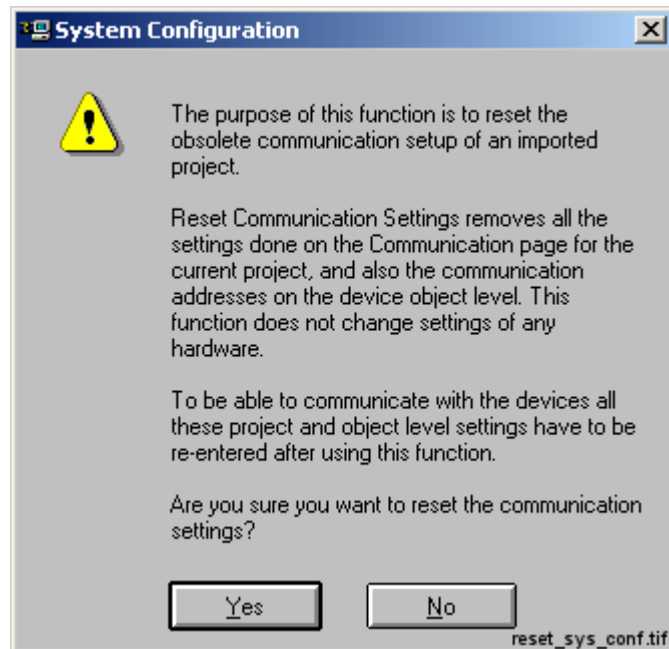 System Configuration
The purpose of this function is to reset the
obsolete communication setup of an imported
project.
Reset Communication Settings removes all the
settings done on the Communication page for the
current project, and also the communication
addresses on the device object level. This
function does not change settings of any
hardware.
To be able to communicate with the devices all
these project and object level settings have to be
re-entered after using this function.
Are you sure you want to reset the communication
settings?
Yes
No
reset_sys_conf.tif